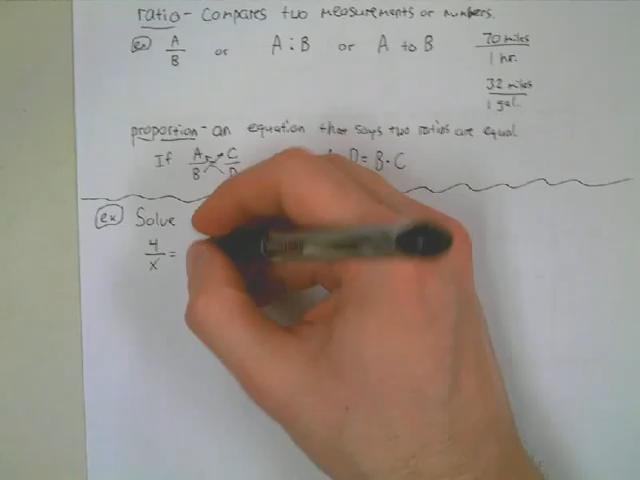 ratio - compares two measurements or numbers.
ex A/B or A : B or A to B 70 miles/1 hr.
32 miles/1 gal.
proportion - an equation that says two ratios are equal
If A/B C/D D = B · C
ex Solve
4/x =